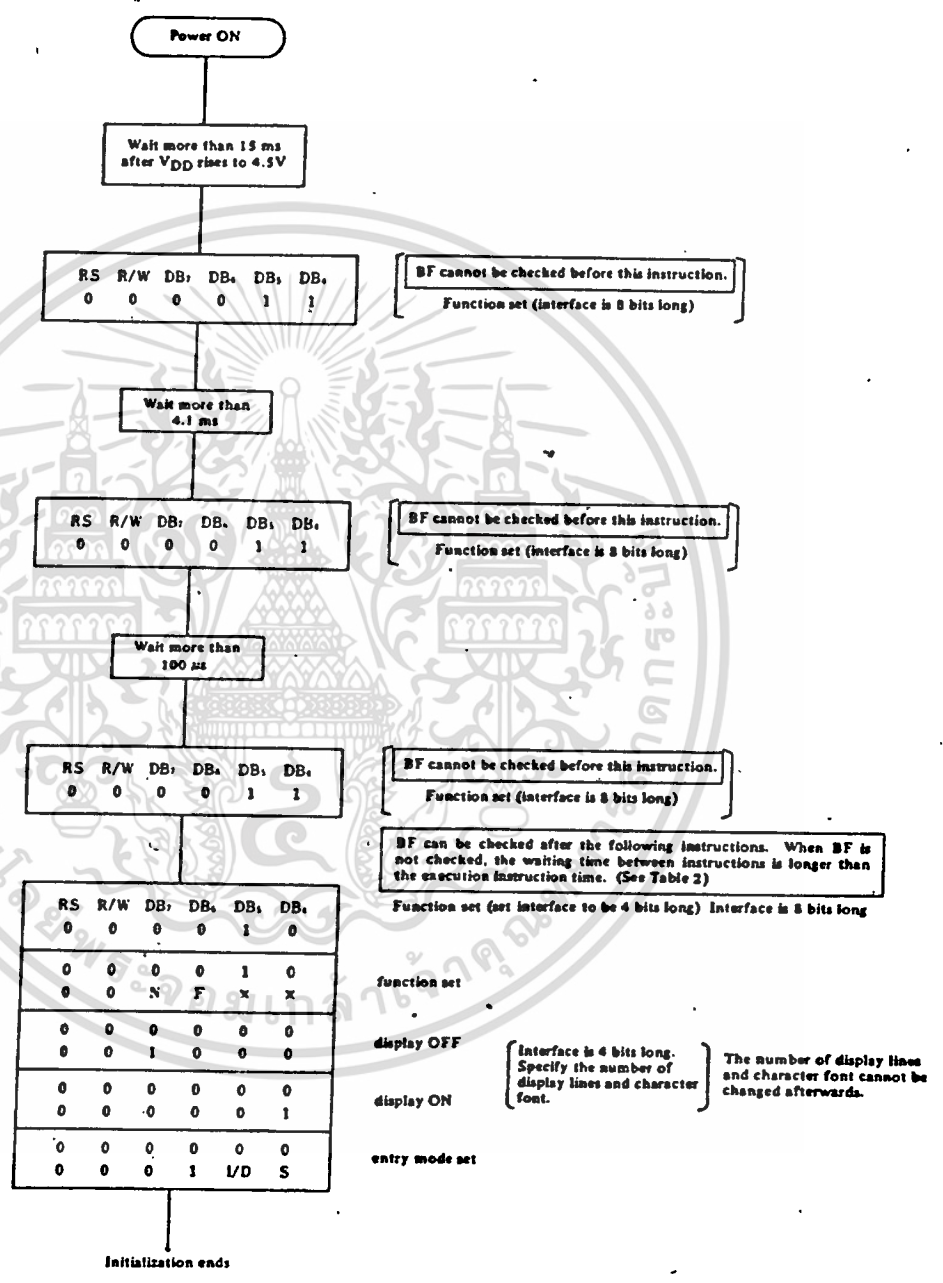 Power ON
Wait more than 15 ms
after VDD rises to 4.5V
RS R/W DB₇ DB₆ DB₅ DB₄
0 0 0 0 1 1
BF cannot be checked before this instruction.
Function set (interface is 8 bits long)
Wait more than
4.1 ms
RS R/W DB₇ DB₆ DB₅ DB₄
0 0 0 0 1 1
BF cannot be checked before this instruction.
Function set (interface is 8 bits long)
Wait more than
100 μs
RS R/W DB₇ DB₆ DB₅ DB₄
0 0 0 0 1 1
BF cannot be checked before this instruction.
Function set (interface is 8 bits long)
BF can be checked after the following instructions. When BF is
not checked, the waiting time between instructions is longer than
the execution instruction time. (See Table 2)
RS R/W DB₇ DB₆ DB₅ DB₄
0 0 0 0 1 0
Function set (set interface to be 4 bits long) Interface is 8 bits long
0 0 0 0 1 0
0 0 N F × ×
function set
0 0 0 0 0 0
0 0 1 0 0 0
display OFF
0 0 0 0 0 0
0 0 0 0 0 1
display ON
Interface is 4 bits long.
Specify the number of
display lines and character
font.
The number of display lines
and character font cannot be
changed afterwards.
0 0 0 0 0 0
0 0 0 1 I/D S
entry mode set
Initialization ends